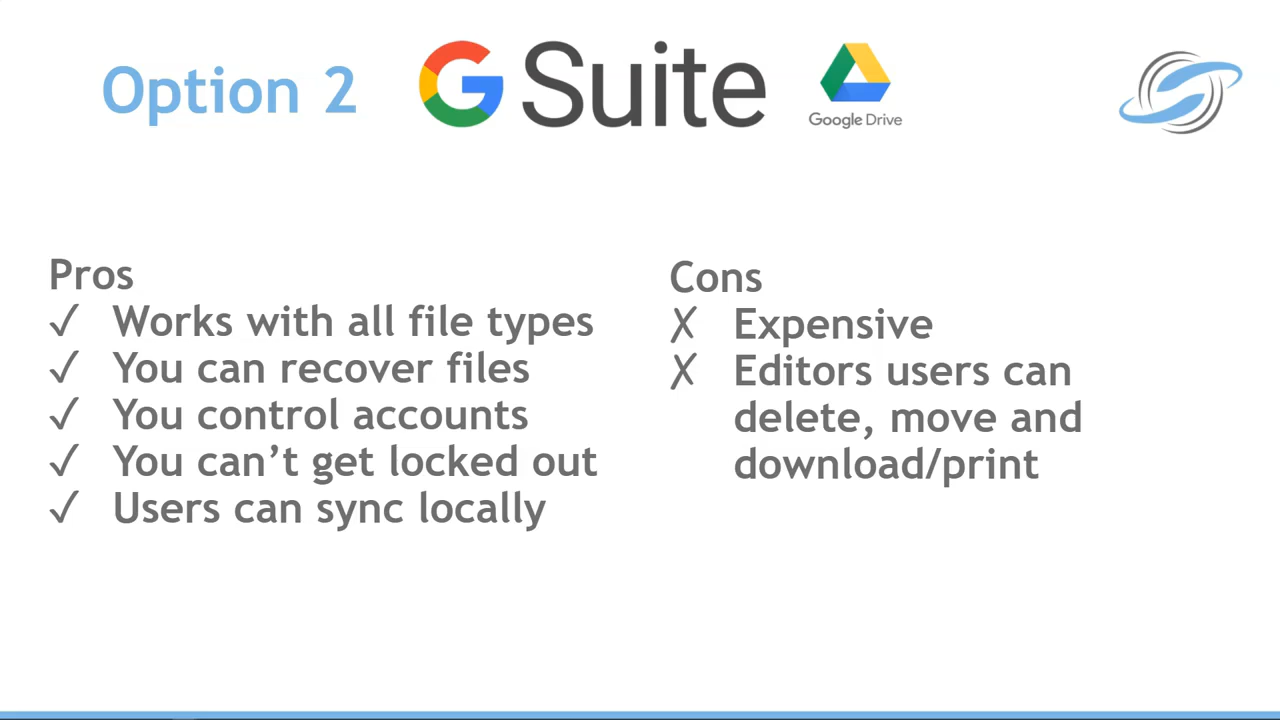 Option 2
G Suite
Google Drive
Pros
✓ Works with all file types
✓ You can recover files
✓ You control accounts
✓ You can’t get locked out
✓ Users can sync locally
Cons
✗ Expensive
✗ Editors users can
delete, move and
download/print